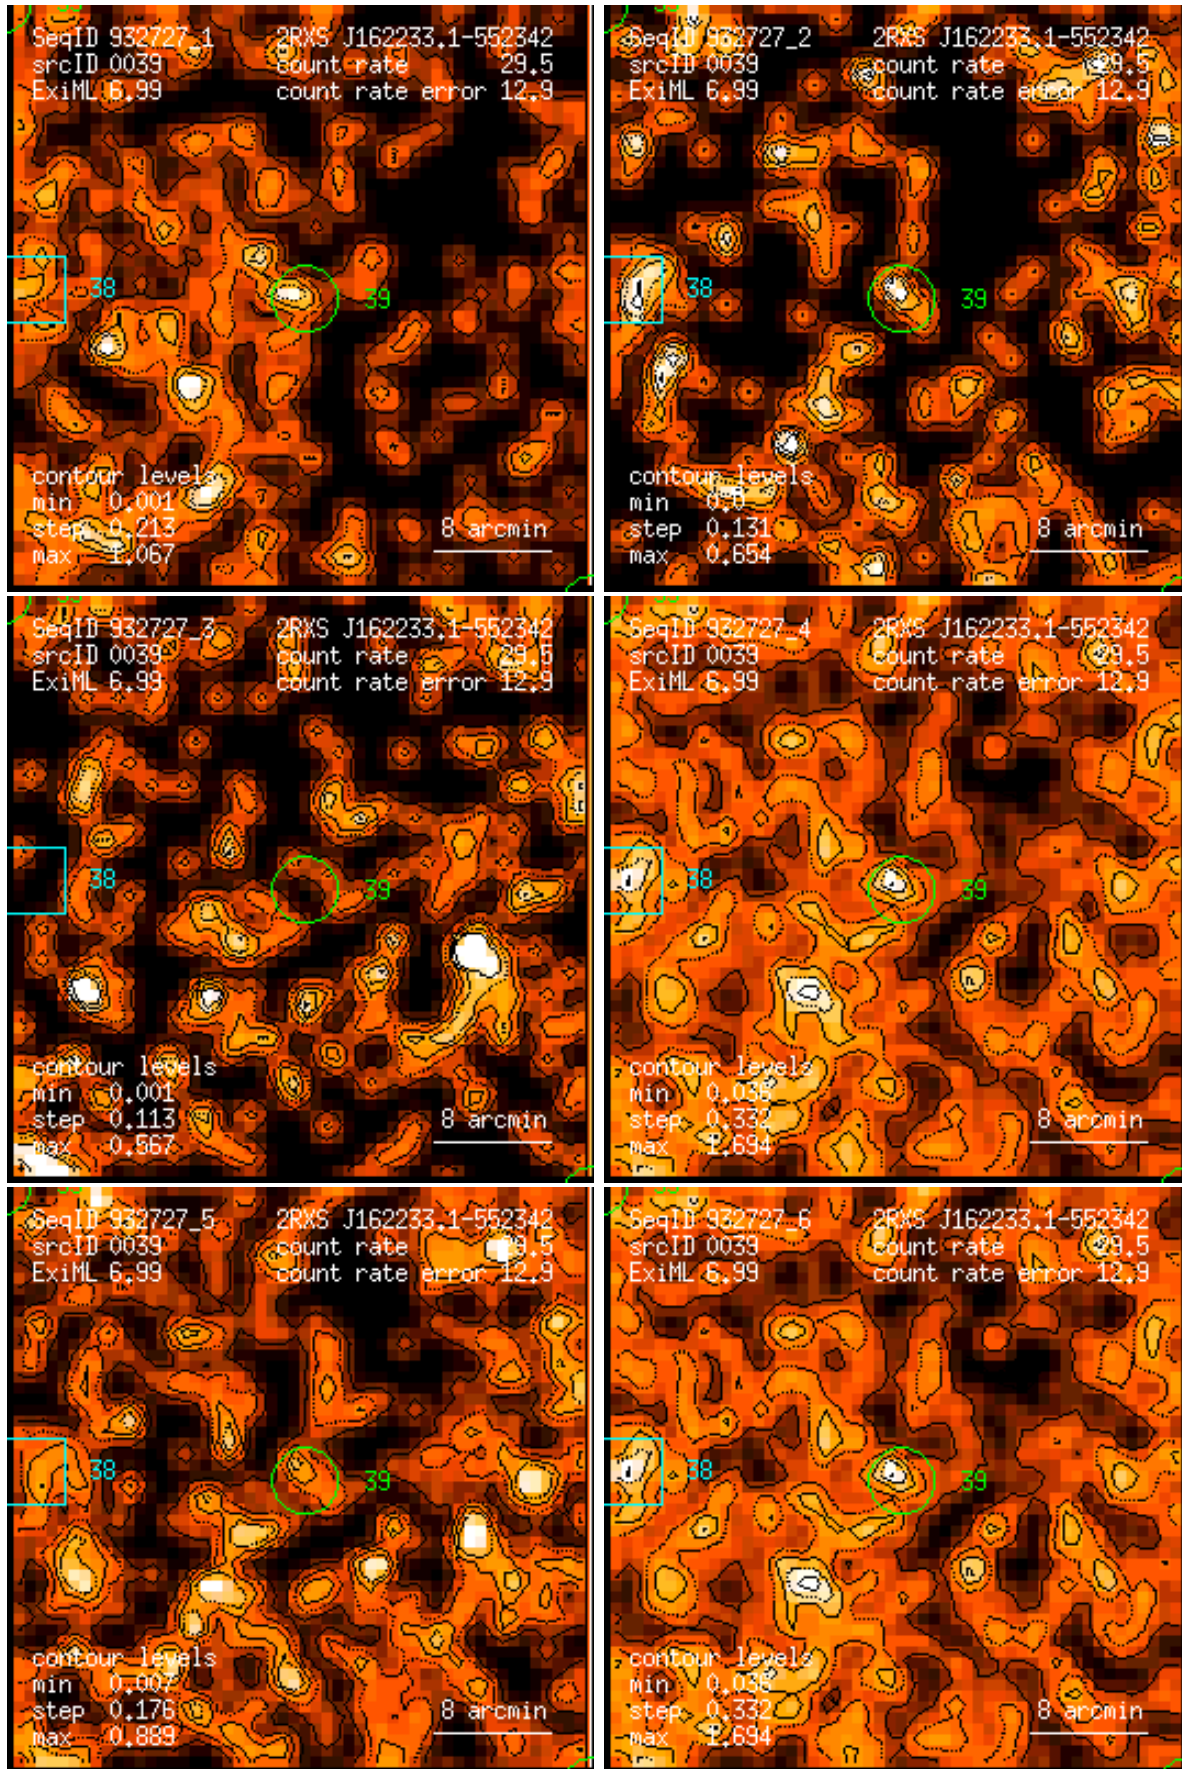 SeqID 932727_1 2RXS J162233.1-552342
srcID 0039 count rate 29.5
ExiML 6.99 count rate error 12.9
38
39
contour levels
min 0.001
step 0.213 8 arcmin
max 1.067
SeqID 932727_2 2RXS J162233.1-552342
srcID 0039 count rate 29.5
ExiML 6.99 count rate error 12.9
38
39
contour levels
min 0.0
step 0.131 8 arcmin
max 0.654
SeqID 932727_3 2RXS J162233.1-552342
srcID 0039 count rate 29.5
ExiML 6.99 count rate error 12.9
38
39
contour levels
min 0.001
step 0.113 8 arcmin
max 0.567
SeqID 932727_4 2RXS J162233.1-552342
srcID 0039 count rate 29.5
ExiML 6.99 count rate error 12.9
38
39
contour levels
min 0.036
step 0.332 8 arcmin
max 1.694
SeqID 932727_5 2RXS J162233.1-552342
srcID 0039 count rate 29.5
ExiML 6.99 count rate error 12.9
38
39
contour levels
min 0.007
step 0.176 8 arcmin
max 0.889
SeqID 932727_6 2RXS J162233.1-552342
srcID 0039 count rate 29.5
ExiML 6.99 count rate error 12.9
38
39
contour levels
min 0.036
step 0.332 8 arcmin
max 1.694